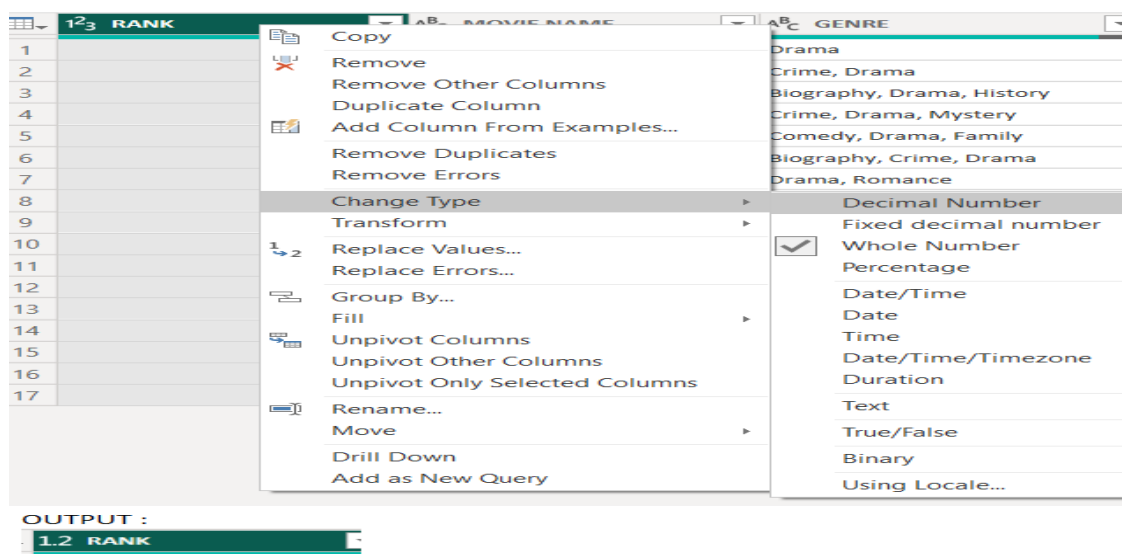 1²3 RANK
ABC MOVIE NAME
ABC GENRE
1
2
3
4
5
6
7
8
9
10
11
12
13
14
15
16
17
Copy
Remove
Remove Other Columns
Duplicate Column
Add Column From Examples...
Remove Duplicates
Remove Errors
Change Type
Transform
1 2 Replace Values...
Replace Errors...
Group By...
Fill
Unpivot Columns
Unpivot Other Columns
Unpivot Only Selected Columns
Rename...
Move
Drill Down
Add as New Query
Drama
Crime, Drama
Biography, Drama, History
Crime, Drama, Mystery
Comedy, Drama, Family
Biography, Crime, Drama
Drama, Romance
Decimal Number
Fixed decimal number
Whole Number
Percentage
Date/Time
Date
Time
Date/Time/Timezone
Duration
Text
True/False
Binary
Using Locale...
OUTPUT :
1.2 RANK